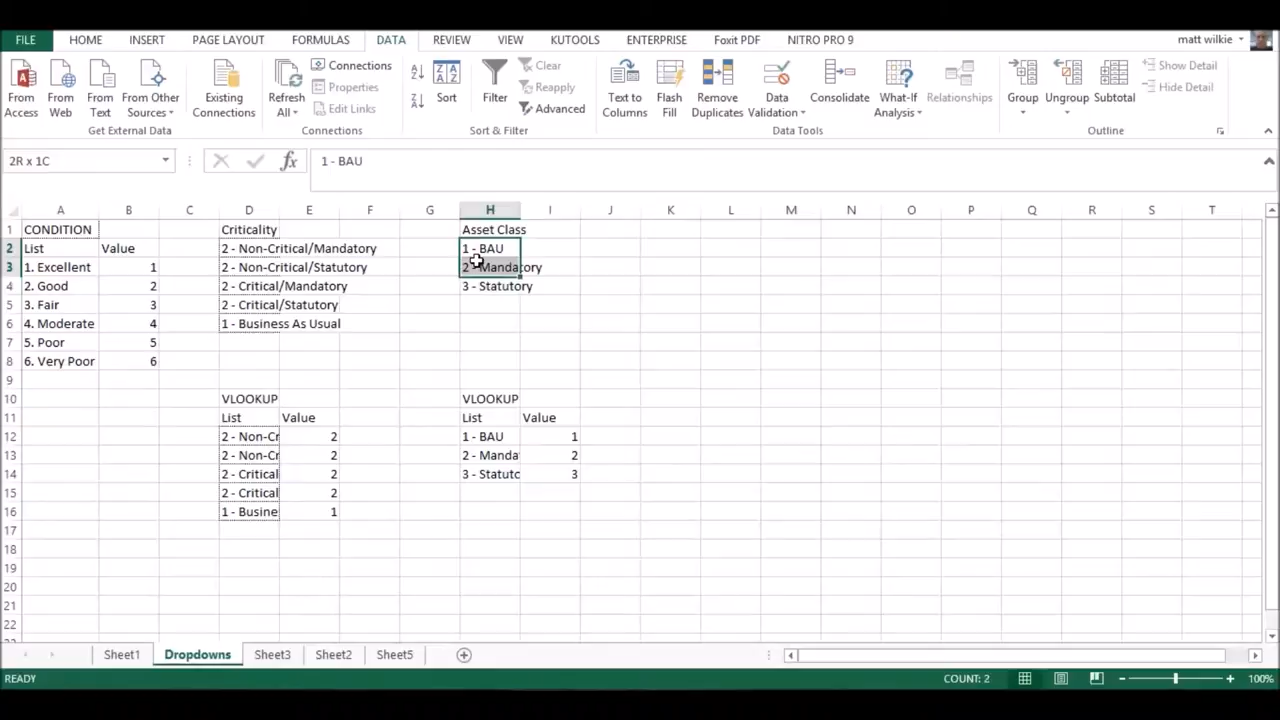 FILE HOME INSERT PAGE LAYOUT FORMULAS DATA REVIEW VIEW KUTOOLS ENTERPRISE Foxit PDF NITRO PRO 9 matt wilkie
From Access
From Web
From Text
From Other Sources
Get External Data
Existing Connections
Refresh All
Connections
Properties
Edit Links
Connections
Sort
Filter
Clear
Reapply
Advanced
Sort & Filter
Text to Columns
Flash Fill
Remove Duplicates
Data Validation
Consolidate
What-If Analysis
Relationships
Data Tools
Group
Ungroup
Subtotal
Show Detail
Hide Detail
Outline
2R x 1C fx 1 - BAU
A B C D E F G H I J K L M N O P Q R S T
1 CONDITION Criticality Asset Class
2 List Value 2 - Non-Critical/Mandatory 1 - BAU
3 1. Excellent 1 2 - Non-Critical/Statutory 2 - Mandatory
4 2. Good 2 2 - Critical/Mandatory 3 - Statutory
5 3. Fair 3 2 - Critical/Statutory
6 4. Moderate 4 1 - Business As Usual
7 5. Poor 5
8 6. Very Poor 6
9
10 VLOOKUP VLOOKUP
11 List Value List Value
12 2 - Non-Cr 2 1 - BAU 1
13 2 - Non-Cr 2 2 - Manda 2
14 2 - Critical 2 3 - Statutc 3
15 2 - Critical 2
16 1 - Busine 1
17
18
19
20
21
22
Sheet1 Dropdowns Sheet3 Sheet2 Sheet5
READY COUNT: 2 100%